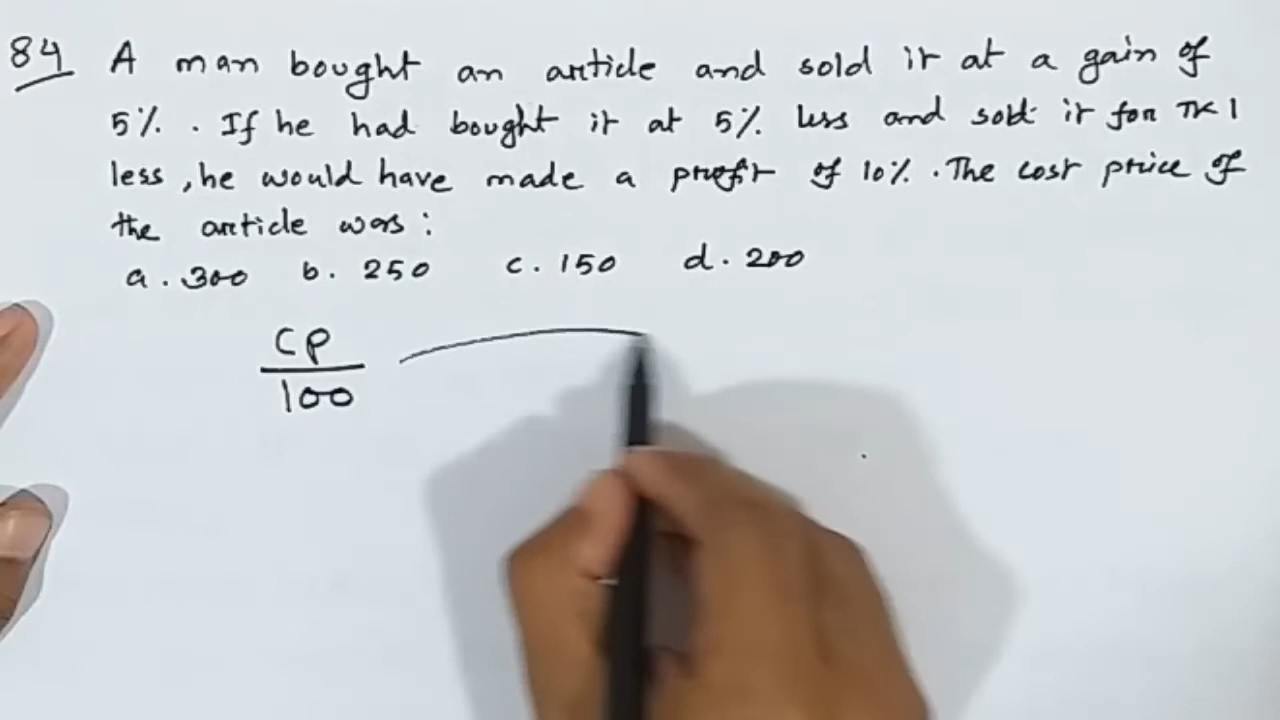 84 A man bought an article and sold it at a gain of
5%. If he had bought it at 5% less and sold it for TK 1
less, he would have made a profit of 10%. The cost price of
the article was:
a. 300 b. 250 c. 150 d. 200
CP
100